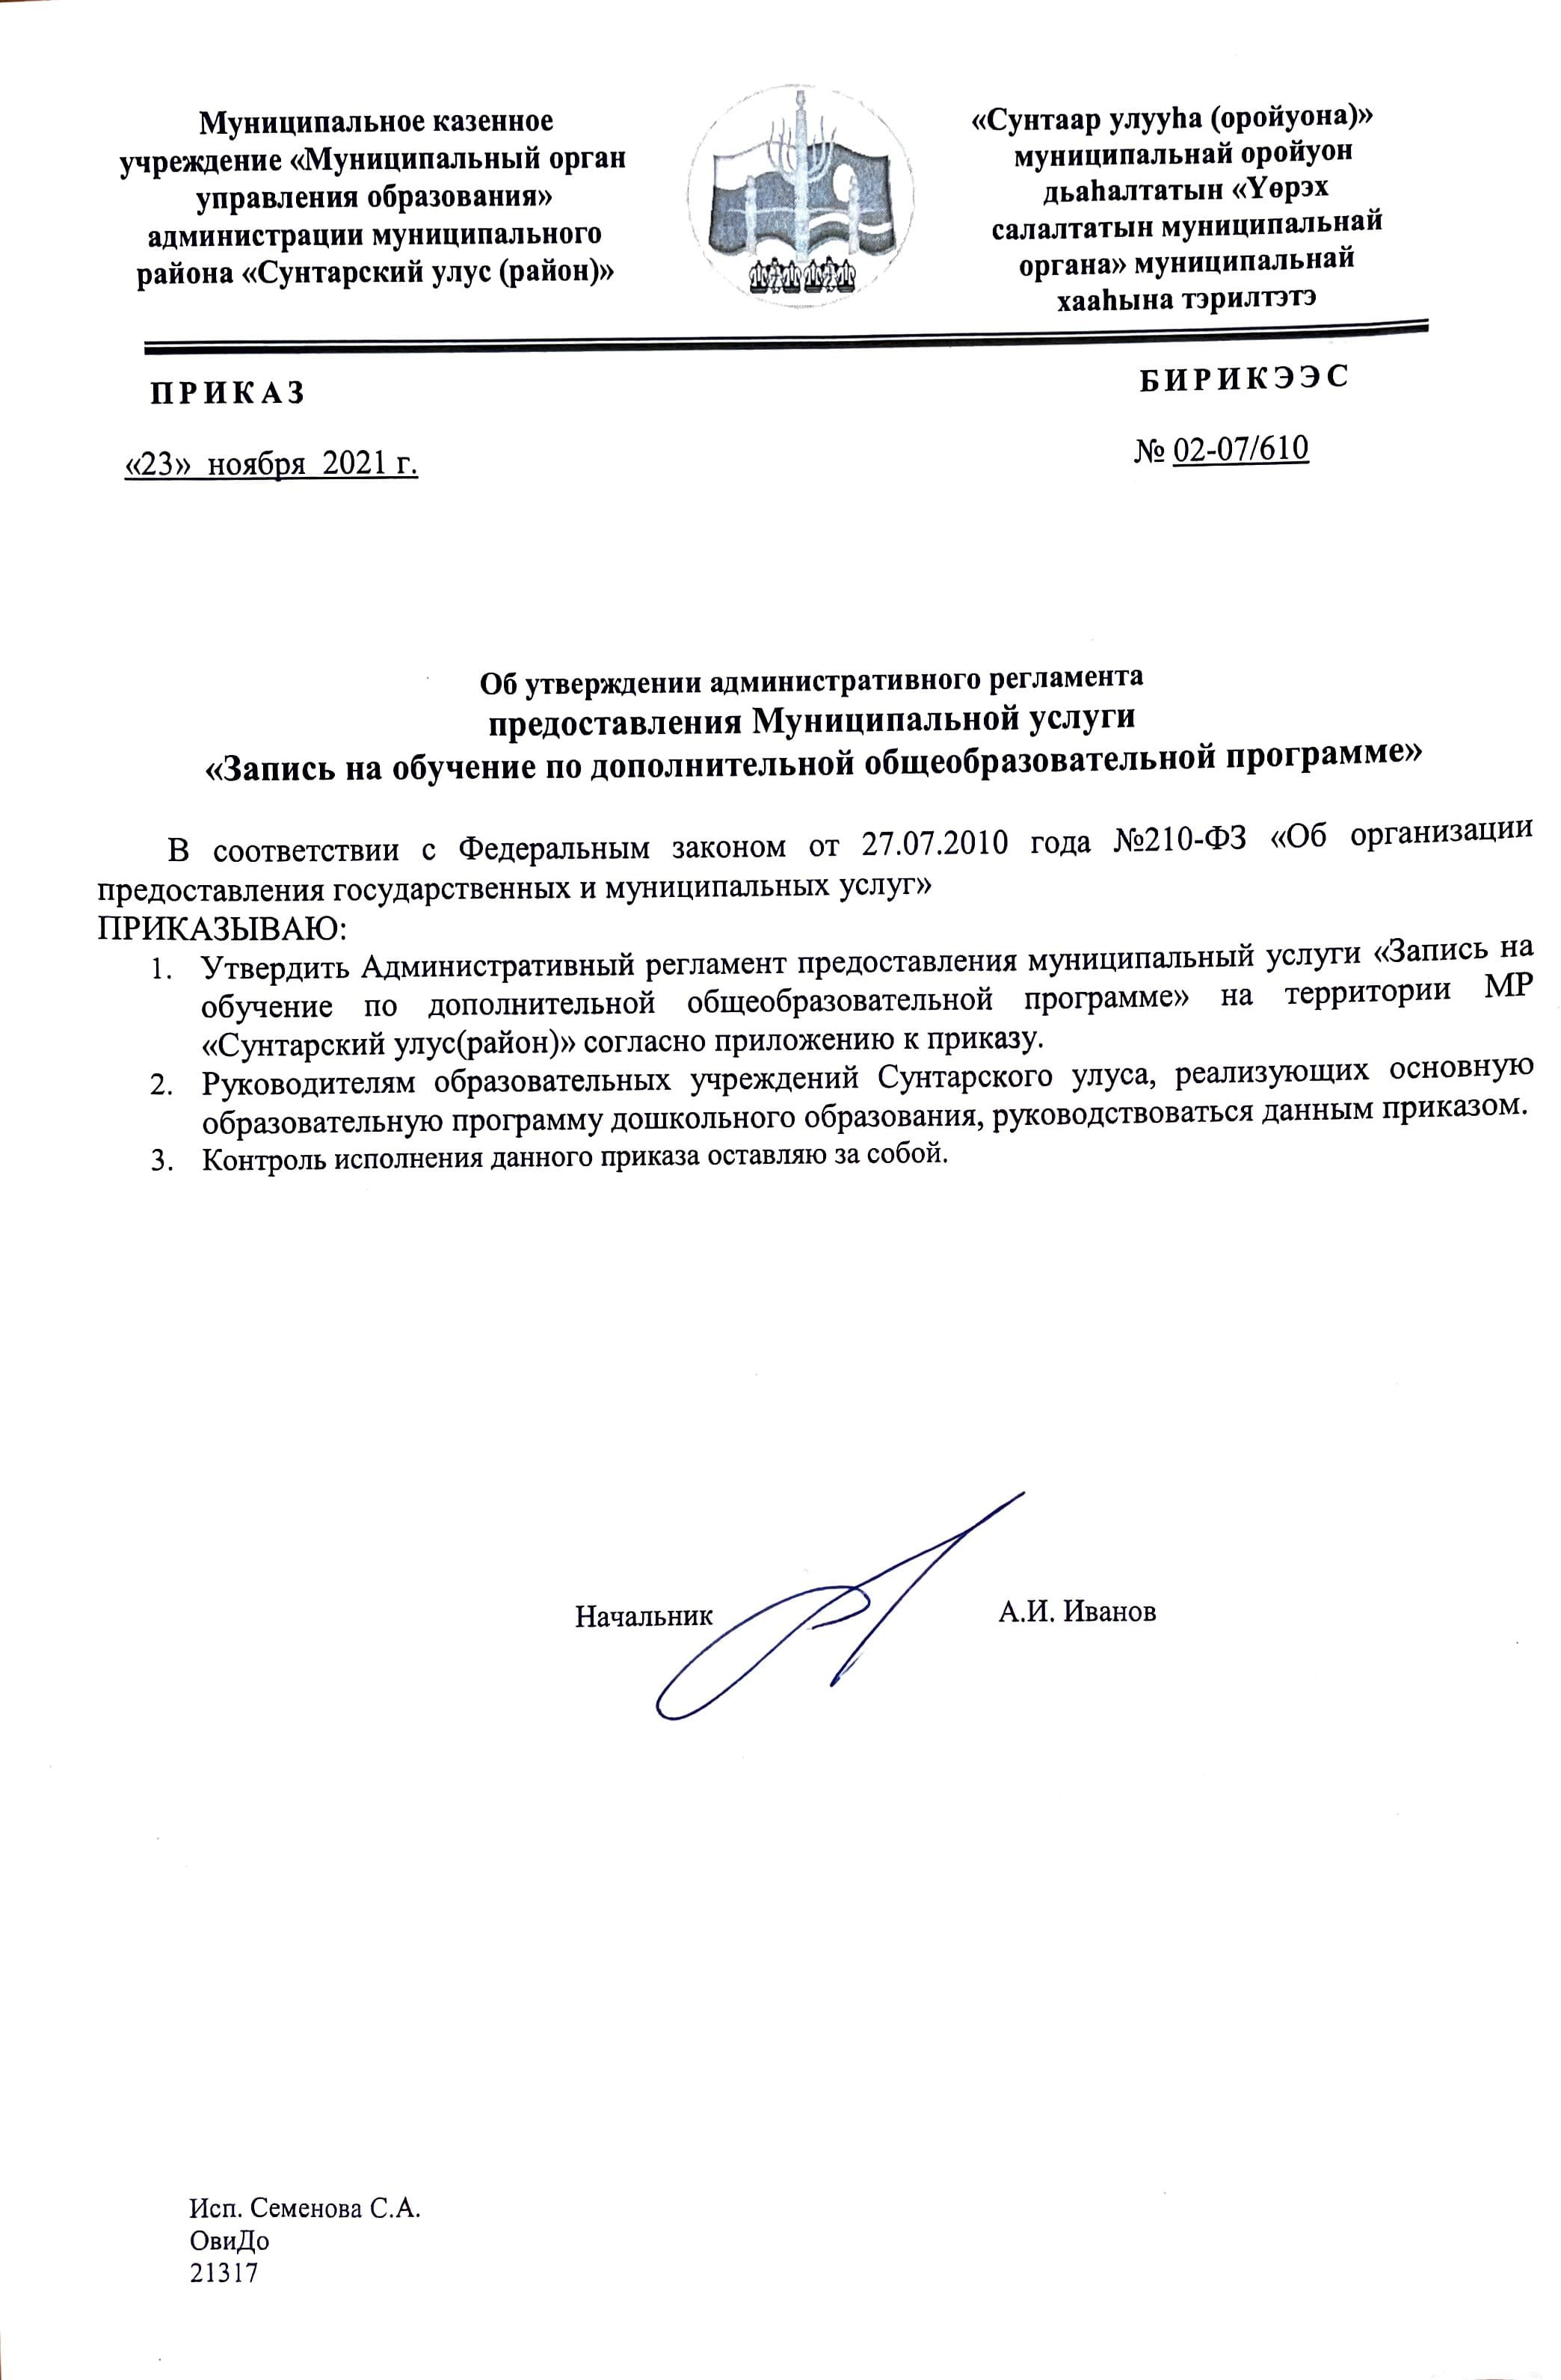 Муниципальное казенное
учреждение «Муниципальный орган
управления образования»
администрации муниципального
района «Сунтарский улус (район)»
«Сунтаар улууһа (оройуона)»
муниципальнай оройуон
дьаһалтатын «Үөрэх
салалтатын муниципальнай
органа» муниципальнай
хааһына тэрилтэтэ
ПРИКАЗ
БИРИКЭЭС
«23» ноября 2021 г.
№ 02-07/610
Об утверждении административного регламента
предоставления Муниципальной услуги
«Запись на обучение по дополнительной общеобразовательной программе»
В соответствии с Федеральным законом от 27.07.2010 года №210-ФЗ «Об организации
предоставления государственных и муниципальных услуг»
ПРИКАЗЫВАЮ:
1. Утвердить Административный регламент предоставления муниципальный услуги «Запись на
обучение по дополнительной общеобразовательной программе» на территории МР
«Сунтарский улус(район)» согласно приложению к приказу.
2. Руководителям образовательных учреждений Сунтарского улуса, реализующих основную
образовательную программу дошкольного образования, руководствоваться данным приказом.
3. Контроль исполнения данного приказа оставляю за собой.
Начальник А.И. Иванов
Исп. Семенова С.А.
ОвиДо
21317